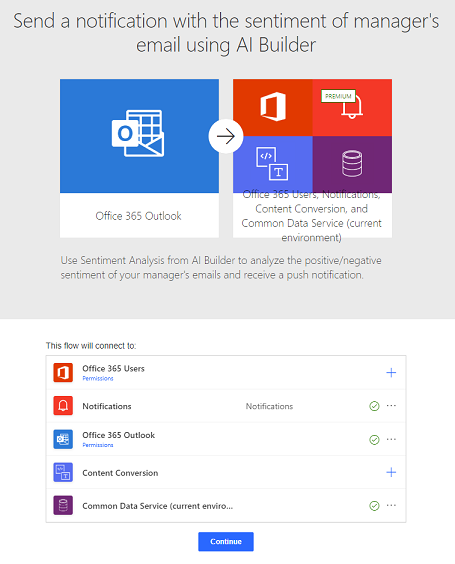 Send a notification with the sentiment of manager's
email using AI Builder
PREMIUM
Office 365 Outlook
Office 365 Users, Notifications,
Content Conversion, and
Common Data Service (current
environment)
Use Sentiment Analysis from AI Builder to analyze the positive/negative
sentiment of your manager's emails and receive a push notification.
This flow will connect to:
Office 365 Users
Permissions
Notifications Notifications
Office 365 Outlook
Permissions
Content Conversion
Common Data Service (current enviro...
Continue